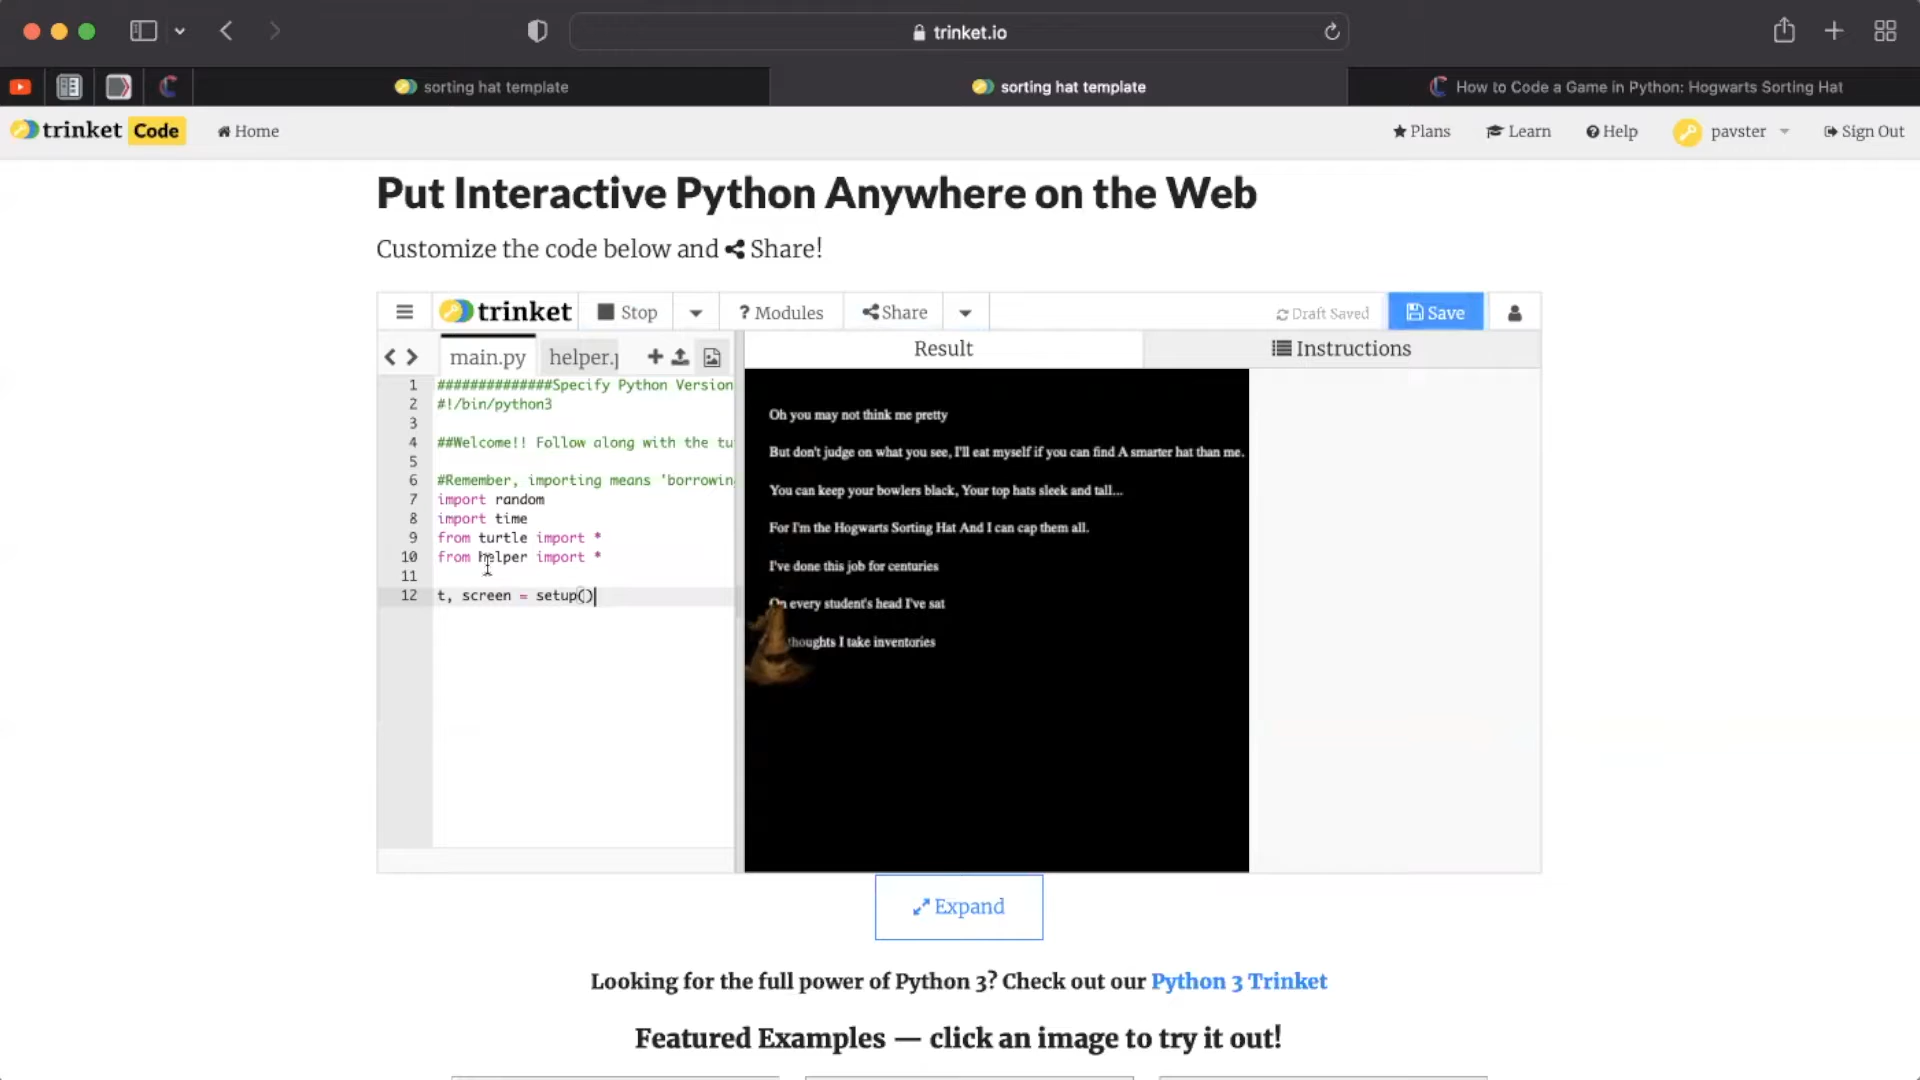 trinket.io
sorting hat template
sorting hat template
How to Code a Game in Python: Hogwarts Sorting Hat
trinket Code
Home
Plans
Learn
Help
pavster
Sign Out
Put Interactive Python Anywhere on the Web
Customize the code below and Share!
trinket
Stop
? Modules
Share
Draft Saved
Save
main.py
helper.
Result
Instructions
1 ##############Specify Python Version
2 #!/bin/python3
3
4 ##Welcome!! Follow along with the tu
5
6 #Remember, importing means 'borrowin
7 import random
8 import time
9 from turtle import *
10 from helper import *
11
12 t, screen = setup()
Oh you may not think me pretty
But don't judge on what you see, I'll eat myself if you can find A smarter hat than me.
You can keep your bowlers black, Your top hats sleek and tall...
For I'm the Hogwarts Sorting Hat And I can cap them all.
I've done this job for centuries
On every student's head I've sat
thoughts I take inventories
Expand
Looking for the full power of Python 3? Check out our Python 3 Trinket
Featured Examples — click an image to try it out!